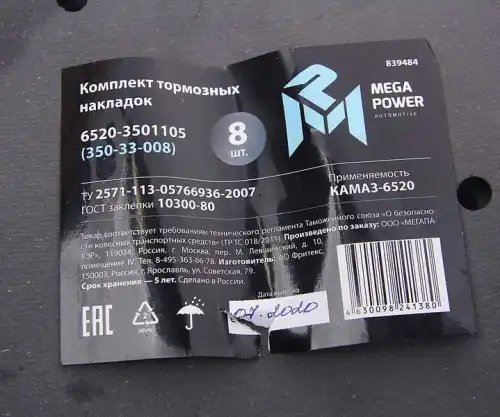 839484
Комплект тормозных
накладок
6520-3501105
(350-33-008)
8
шт.
MEGA
POWER
AUTOMOTIVE
ТУ 2571-113-05766936-2007
ГОСТ заклепки 10300-80
Применяемость
КАМАЗ-6520
Товар соответствует требованиям технического регламента Таможенного союза «О безопасно-
сти колесных транспортных средств» (ТР ТС 018/2011). Произведено по заказу: ООО «МЕГАПА-
УЭР», 119034, Россия, г. Москва, пер. М. Левшинский, д. 10,
помещение IV. Тел. 8-495-363-66-78. Изготовитель: АО Фритекс,
150003, Россия, г. Ярославль, ул. Советская, 79.
Срок хранения — 5 лет. Сделано в России.
Дата выпуска
07.2020
EAC
4630098241380